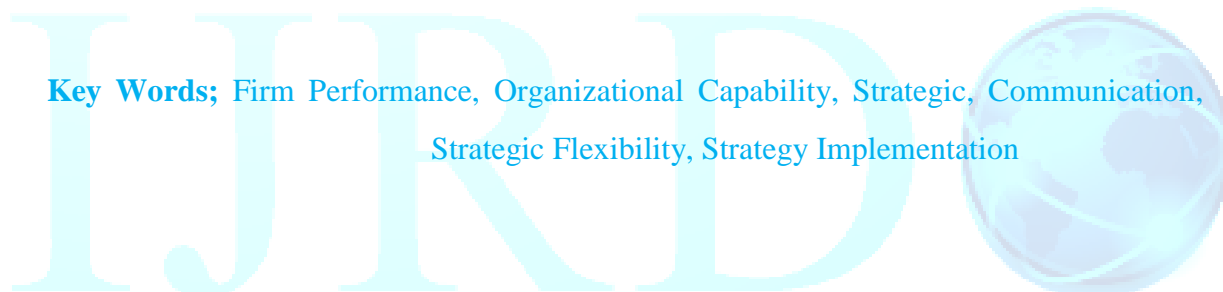 Key Words; Firm Performance, Organizational Capability, Strategic, Communication,
Strategic Flexibility, Strategy Implementation
IJRD